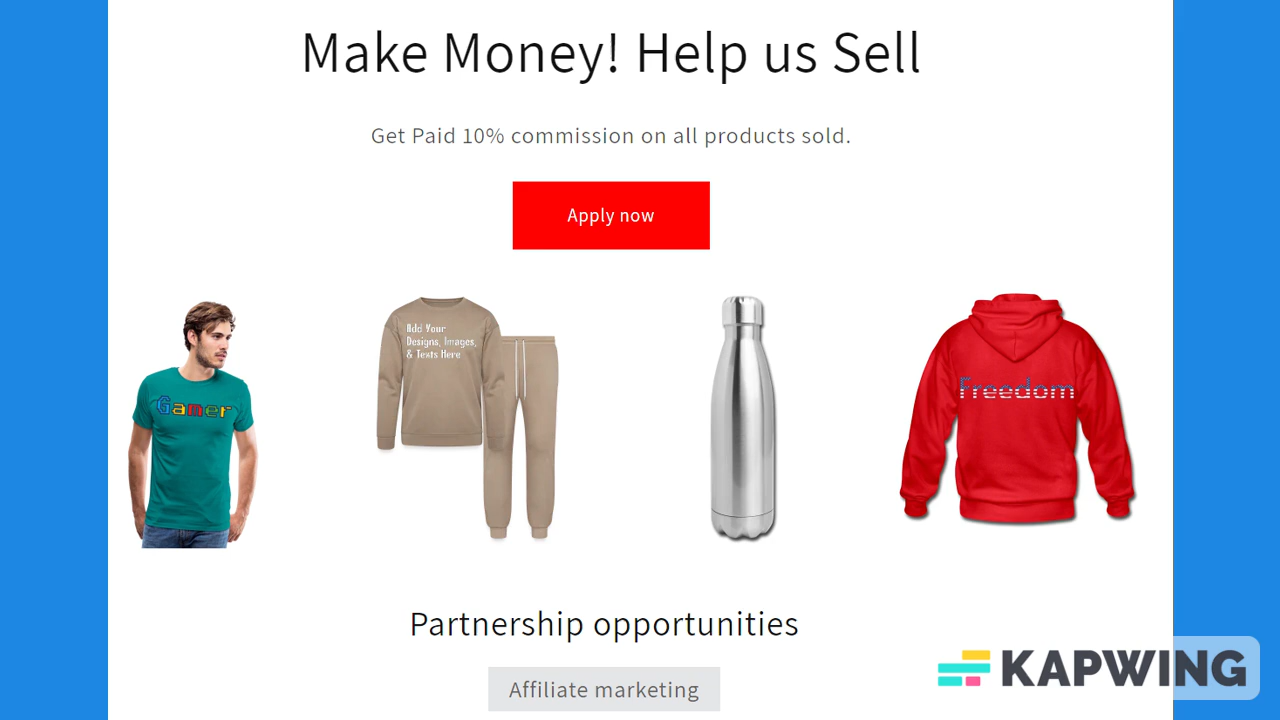 Make Money! Help us Sell
Get Paid 10% commission on all products sold.
Apply now
Gamer
Add Your
Designs, Images,
& Texts Here
Freedom
Partnership opportunities
Affiliate marketing
KAPWING